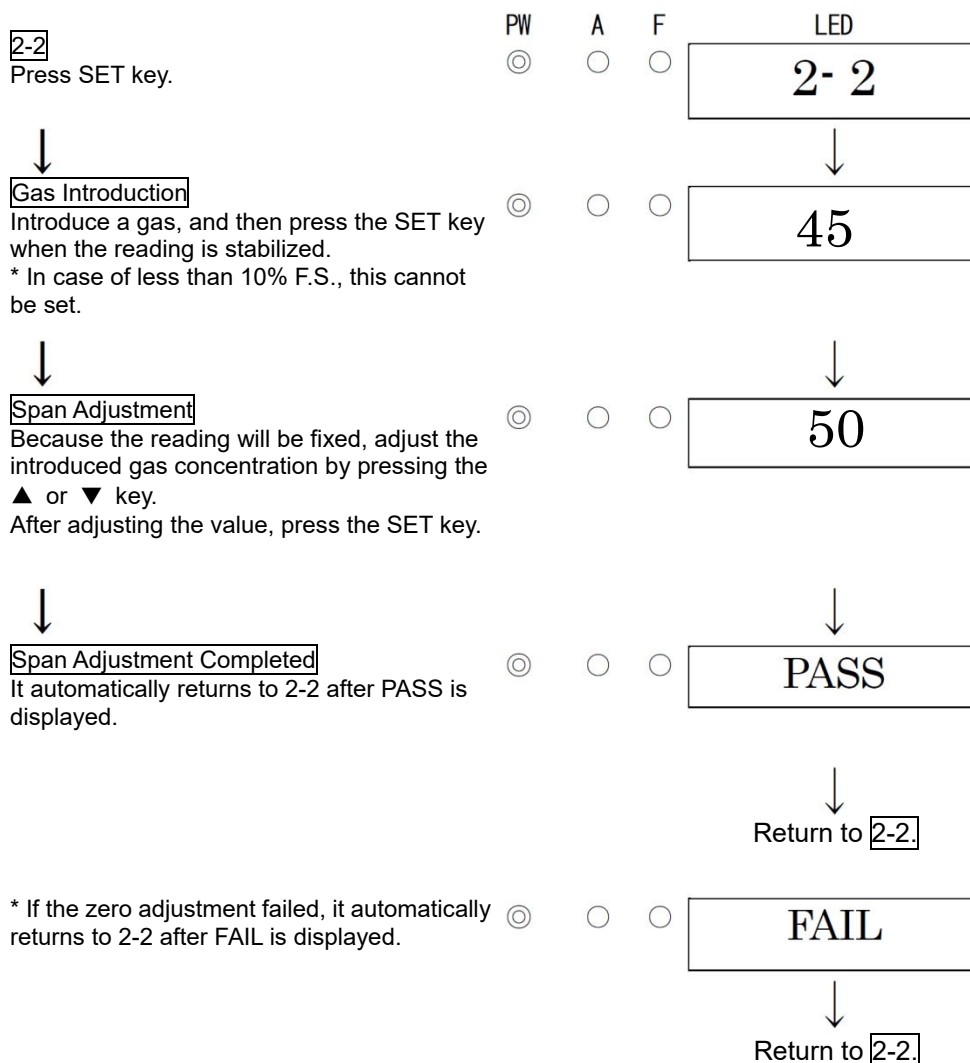 PW A F LED
2-2
Press SET key.
2- 2
Gas Introduction
Introduce a gas, and then press the SET key
when the reading is stabilized.
* In case of less than 10% F.S., this cannot
be set.
45
Span Adjustment
Because the reading will be fixed, adjust the
introduced gas concentration by pressing the
▲ or ▼ key.
After adjusting the value, press the SET key.
50
Span Adjustment Completed
It automatically returns to 2-2 after PASS is
displayed.
PASS
Return to 2-2.
* If the zero adjustment failed, it automatically
returns to 2-2 after FAIL is displayed.
FAIL
Return to 2-2.